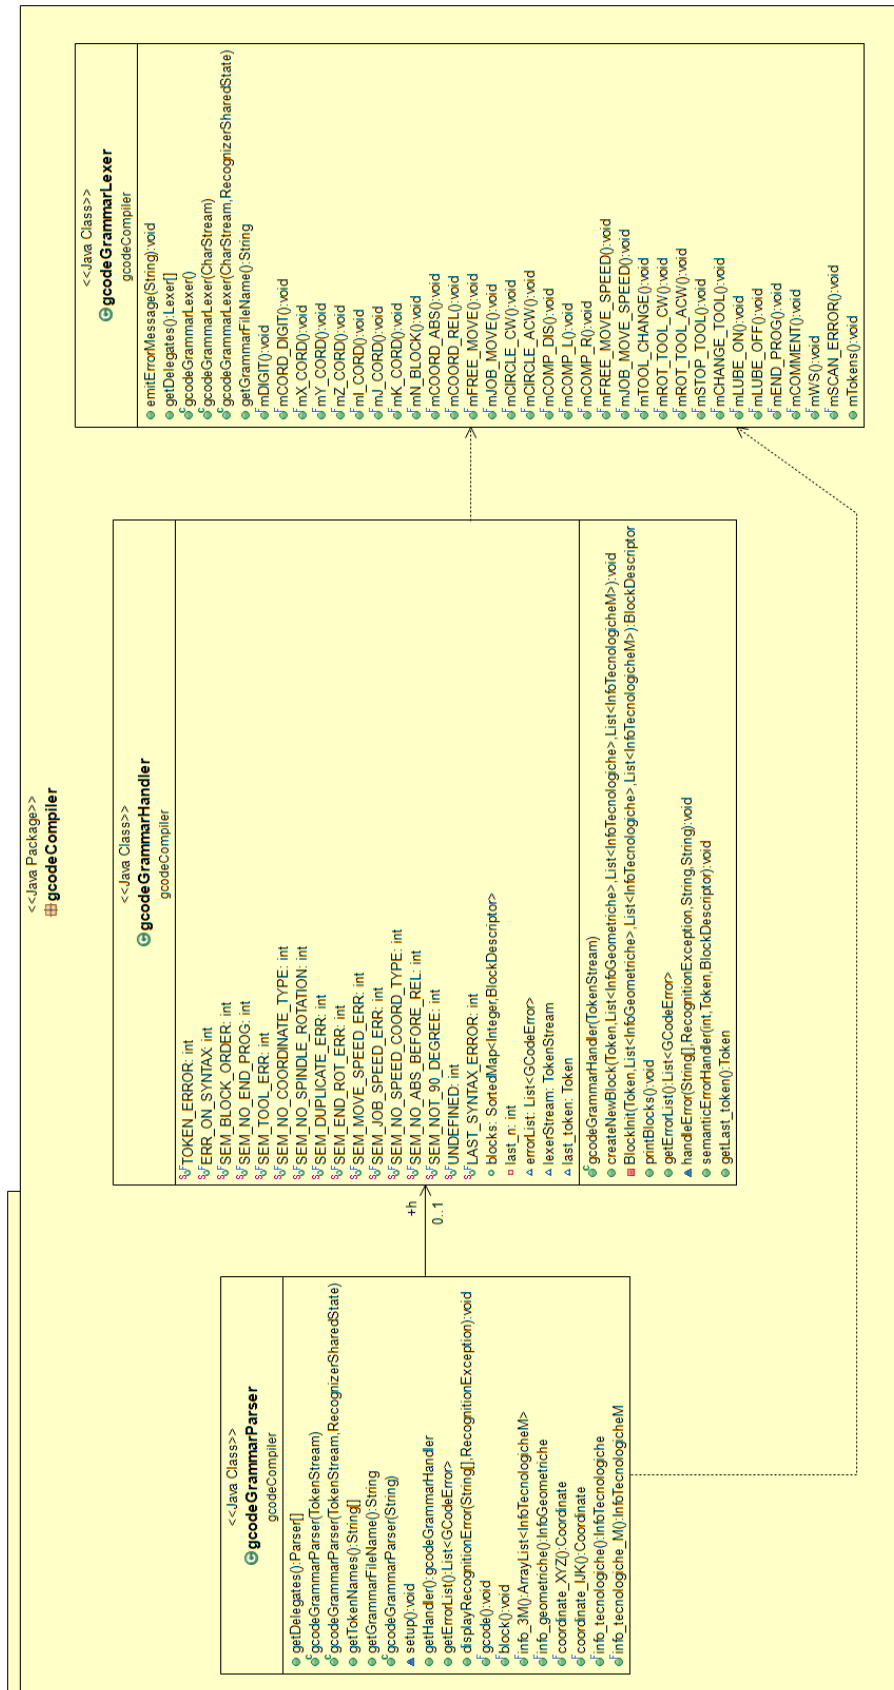 <<Java Package>>
gcodeCompiler
<<Java Class>>
gcodeGrammarParser
gcodeCompiler
getDelegates():Parser[]
gcodeGrammarParser(TokenStream)
gcodeGrammarParser(TokenStream,RecognizerSharedState)
getTokenNames():String[]
getGrammarFileName():String
gcodeGrammarParser(String)
setup():void
getHandler():gcodeGrammarHandler
getErrorList():List<GCodeError>
displayRecognitionError(String[],RecognitionException):void
gcode():void
block():void
info_3M():ArrayList<InfoTecnologicheM>
info_geometriche():InfoGeometriche
coordinate_XYZ():Coordinate
coordinate_IJK():Coordinate
info_tecnologiche():InfoTecnologiche
info_tecnologiche_M():InfoTecnologicheM
+h
0..1
<<Java Class>>
gcodeGrammarHandler
gcodeCompiler
TOKEN_ERROR: int
ERR_ON_SYNTAX: int
SEM_BLOCK_ORDER: int
SEM_NO_END_PROG: int
SEM_TOOL_ERR: int
SEM_NO_COORDINATE_TYPE: int
SEM_NO_SPINDLE_ROTATION: int
SEM_DUPLICATE_ERR: int
SEM_END_ROT_ERR: int
SEM_MOVE_SPEED_ERR: int
SEM_JOB_SPEED_ERR: int
SEM_NO_SPEED_COORD_TYPE: int
SEM_NO_ABS_BEFORE_REL: int
SEM_NOT_90_DEGREE: int
UNDEFINED: int
LAST_SYNTAX_ERROR: int
blocks: SortedMap<Integer,BlockDescriptor>
last_n: int
errorList: List<GCodeError>
lexerStream: TokenStream
last_token: Token
gcodeGrammarHandler(TokenStream)
createNewBlock(Token,List<InfoGeometriche>,List<InfoTecnologiche>,List<InfoTecnologicheM>):void
BlockInit(Token,List<InfoGeometriche>,List<InfoTecnologiche>,List<InfoTecnologicheM>):BlockDescriptor
printBlocks():void
getErrorList():List<GCodeError>
handleError(String[],RecognitionException,String,String):void
semanticErrorHandler(int,Token,BlockDescriptor):void
getLast_token():Token
<<Java Class>>
gcodeGrammarLexer
gcodeCompiler
emitErrorMessage(String):void
getDelegates():Lexer[]
gcodeGrammarLexer()
gcodeGrammarLexer(CharStream)
gcodeGrammarLexer(CharStream,RecognizerSharedState)
getGrammarFileName():String
mDIGIT():void
mCORD_DIGIT():void
mX_CORD():void
mY_CORD():void
mZ_CORD():void
mI_CORD():void
mJ_CORD():void
mK_CORD():void
mN_BLOCK():void
mCOORD_ABS():void
mCOORD_REL():void
mFREE_MOVE():void
mJOB_MOVE():void
mCIRCLE_CW():void
mCIRCLE_ACW():void
mCOMP_DIS():void
mCOMP_L():void
mCOMP_R():void
mFREE_MOVE_SPEED():void
mJOB_MOVE_SPEED():void
mTOOL_CHANGE():void
mROT_TOOL_CW():void
mROT_TOOL_ACW():void
mSTOP_TOOL():void
mCHANGE_TOOL():void
mLUBE_ON():void
mLUBE_OFF():void
mEND_PROG():void
mCOMMENT():void
mWS():void
mSCAN_ERROR():void
mTokens():void